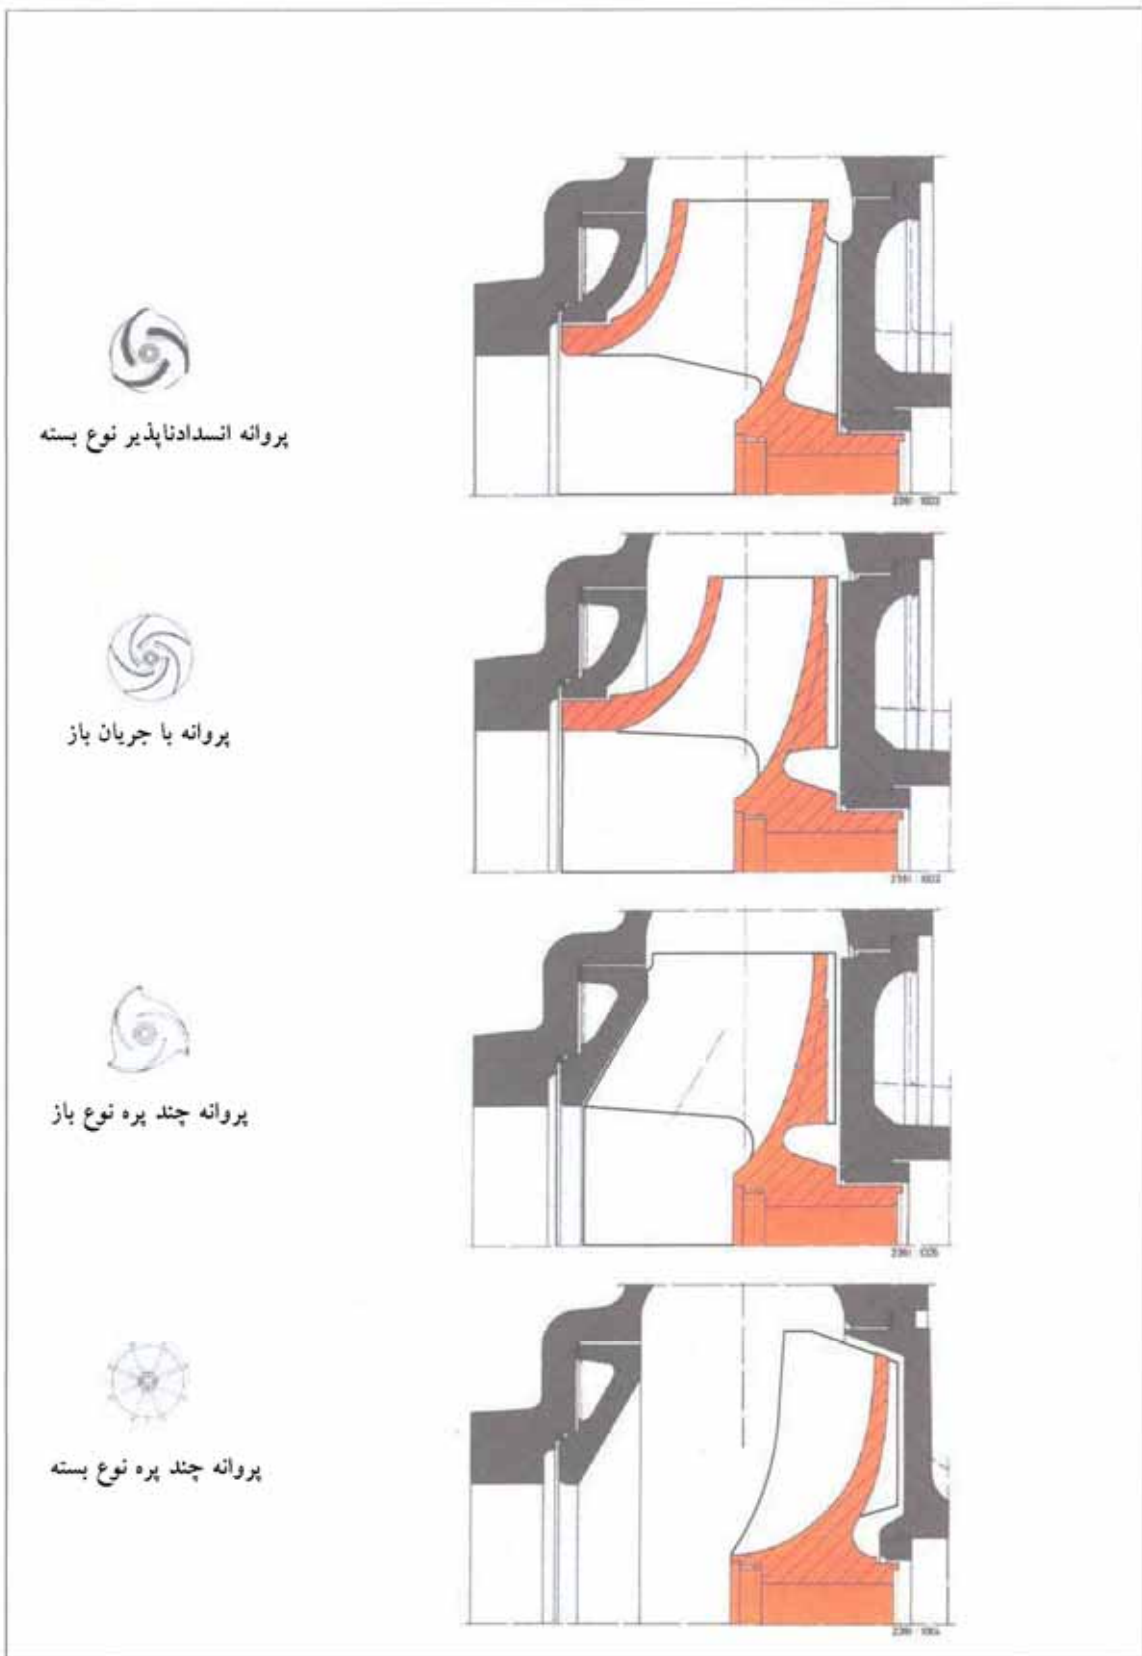 پروانه انسدادناپذیر نوع بسته
پروانه با جریان باز
پروانه چند پره نوع باز
پروانه چند پره نوع بسته